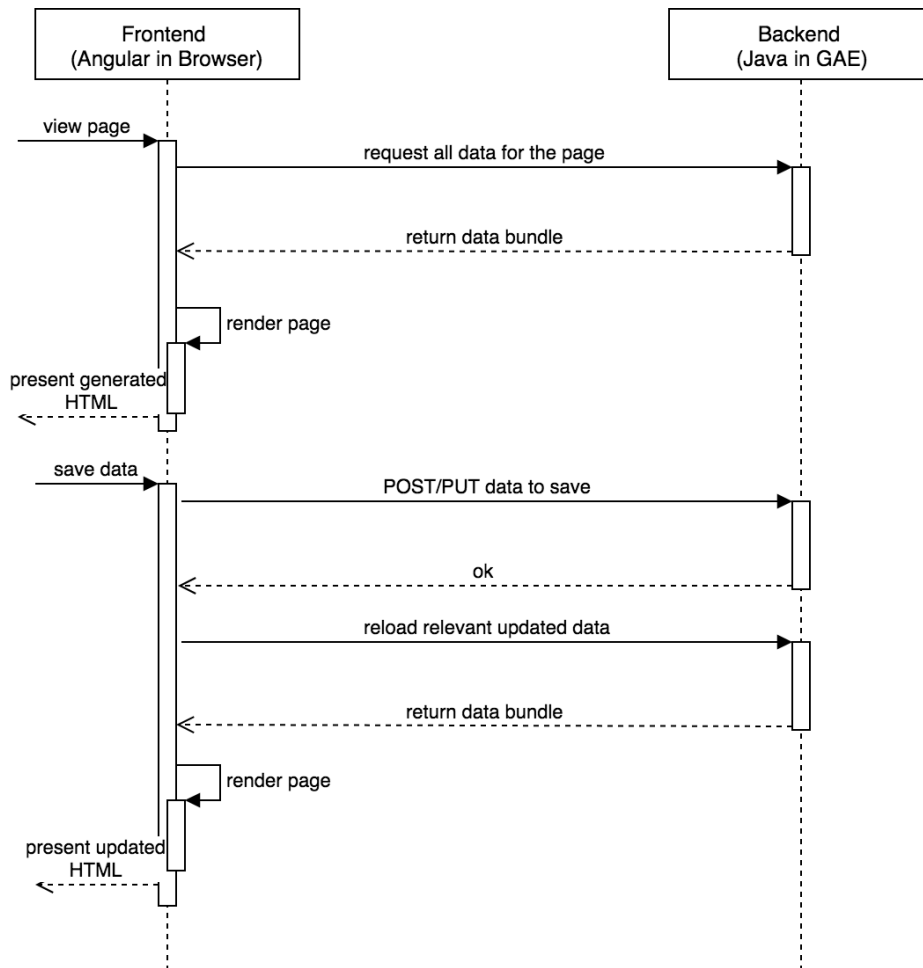 Frontend
(Angular in Browser)
Backend
(Java in GAE)
view page
request all data for the page
return data bundle
render page
present generated
HTML
save data
POST/PUT data to save
ok
reload relevant updated data
return data bundle
render page
present updated
HTML